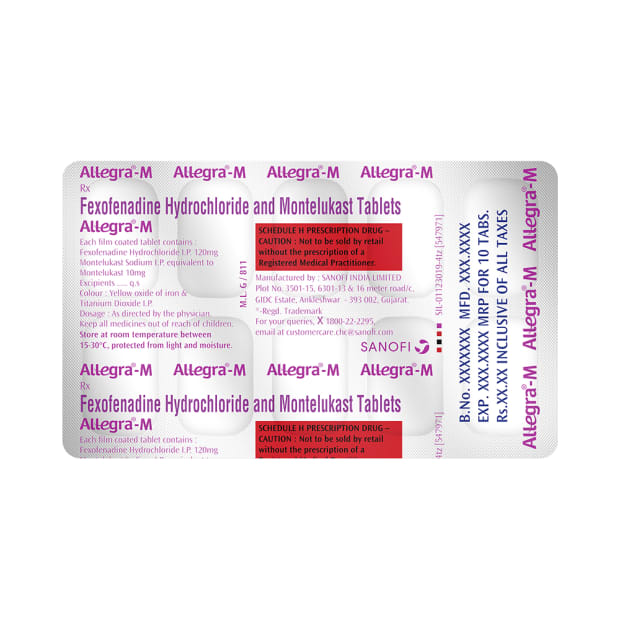 Allegra®-M Allegra®-M Allegra®-M Allegra®-M
Rx
Fexofenadine Hydrochloride and Montelukast Tablets
Allegra®-M
Each film coated tablet contains :
Fexofenadine Hydrochloride I.P. 120mg
Montelukast Sodium I.P. equivalent to
Montelukast 10mg
Excipients ..... q.s
Colour : Yellow oxide of iron &
Titanium Dioxide I.P.
Dosage : As directed by the physician.
Keep all medicines out of reach of children.
Store at room temperature between
15-30°C, protected from light and moisture.
M.L. G / 811
SCHEDULE H PRESCRIPTION DRUG –
CAUTION : Not to be sold by retail
without the prescription of a
Registered Medical Practitioner.
Manufactured by : SANOFI INDIA LIMITED
Plot No. 3501-15, 6301-13 & 16 meter road/c,
GIDC Estate, Ankleshwar - 393 002, Gujarat.
®-Regd. Trademark
For your queries, X 1800-22-2295,
email at customercare.chc@sanofi.com
SANOFI
SIL-01123019-4tz [547971]
Allegra®-M Allegra®-M Allegra®-M Allegra®-M
Rx
Fexofenadine Hydrochloride and Montelukast Tablets
Allegra®-M
Each film coated tablet contains :
Fexofenadine Hydrochloride I.P. 120mg
SCHEDULE H PRESCRIPTION DRUG –
CAUTION : Not to be sold by retail
without the prescription of a
4tz [547971]
B.No. XXXXXXX MFD. XXX.XXXX
EXP. XXX.XXXX MRP FOR 10 TABS.
Rs.XX.XX INCLUSIVE OF ALL TAXES
Allegra®-M Allegra®-M Allegra®-M